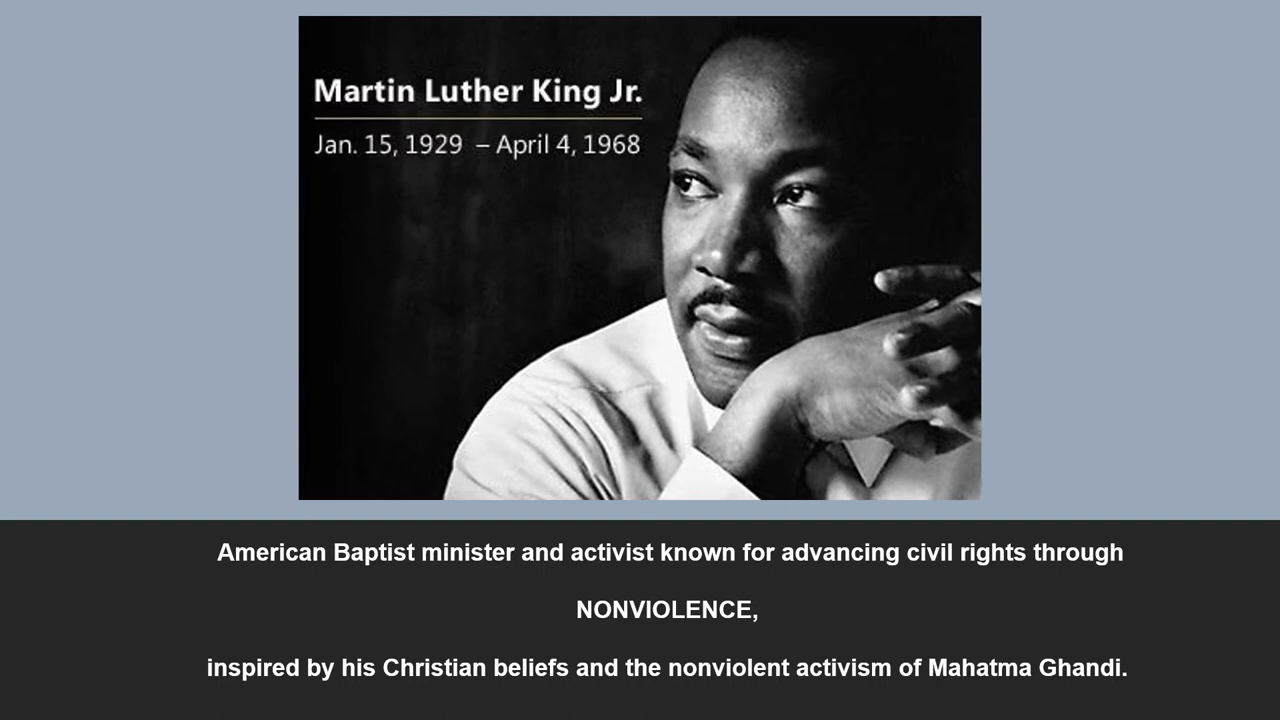 Martin Luther King Jr.
Jan. 15, 1929 – April 4, 1968
American Baptist minister and activist known for advancing civil rights through
NONVIOLENCE,
inspired by his Christian beliefs and the nonviolent activism of Mahatma Ghandi.